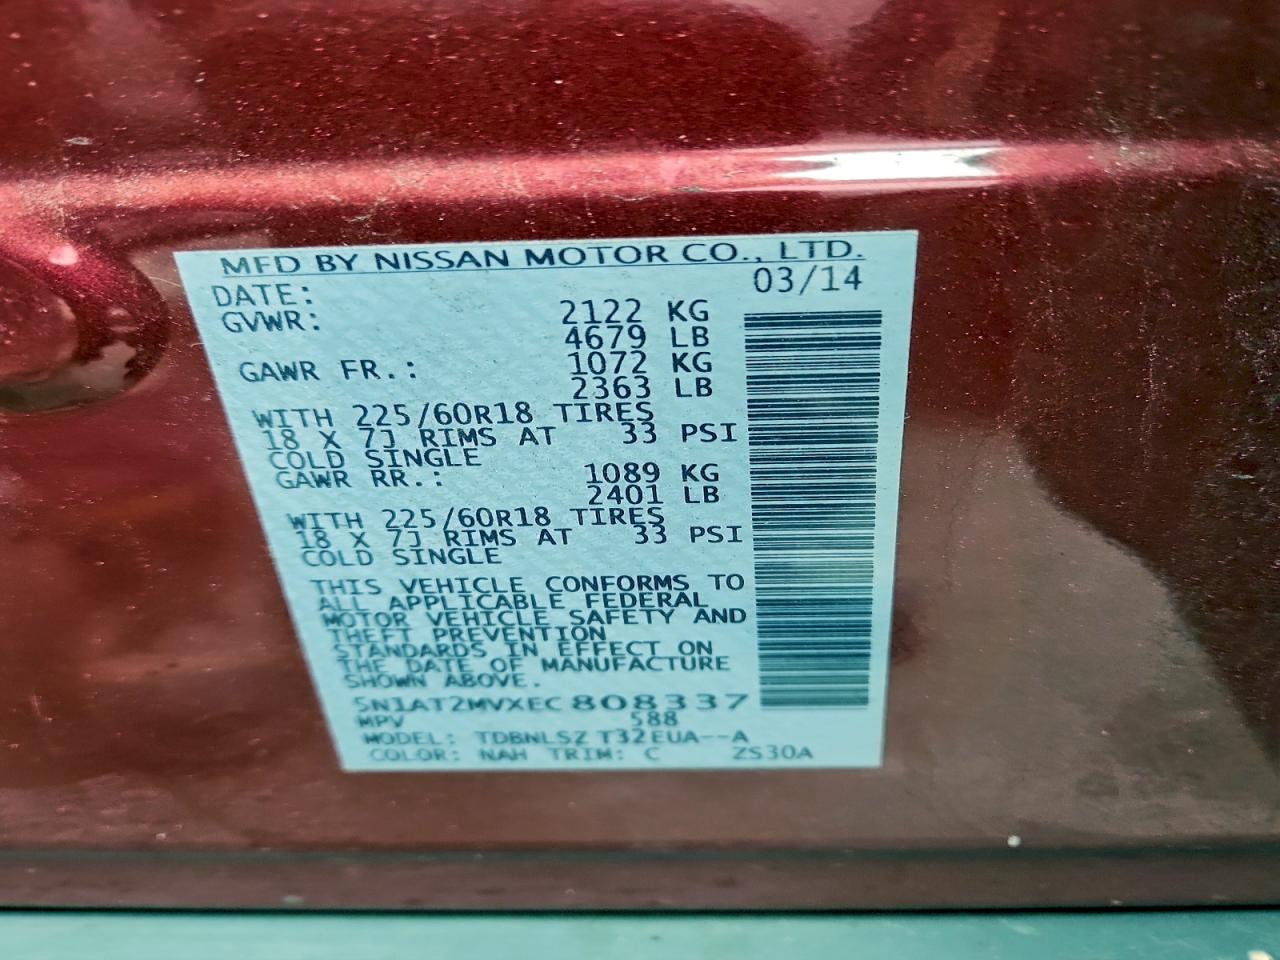 MFD BY NISSAN MOTOR CO., LTD.
DATE: 03/14
GVWR: 2122 KG
4679 LB
GAWR FR.: 1072 KG
2363 LB
WITH 225/60R18 TIRES
18 X 7J RIMS AT 33 PSI
COLD SINGLE
GAWR RR.: 1089 KG
2401 LB
WITH 225/60R18 TIRES
18 X 7J RIMS AT 33 PSI
COLD SINGLE
THIS VEHICLE CONFORMS TO
ALL APPLICABLE FEDERAL
MOTOR VEHICLE SAFETY AND
THEFT PREVENTION
STANDARDS IN EFFECT ON
THE DATE OF MANUFACTURE
SHOWN ABOVE.
5N1AT2MVXEC808337
MPV 588
MODEL: TDBNLSZ T32EUA--A
COLOR: NAH TRIM: C ZS30A